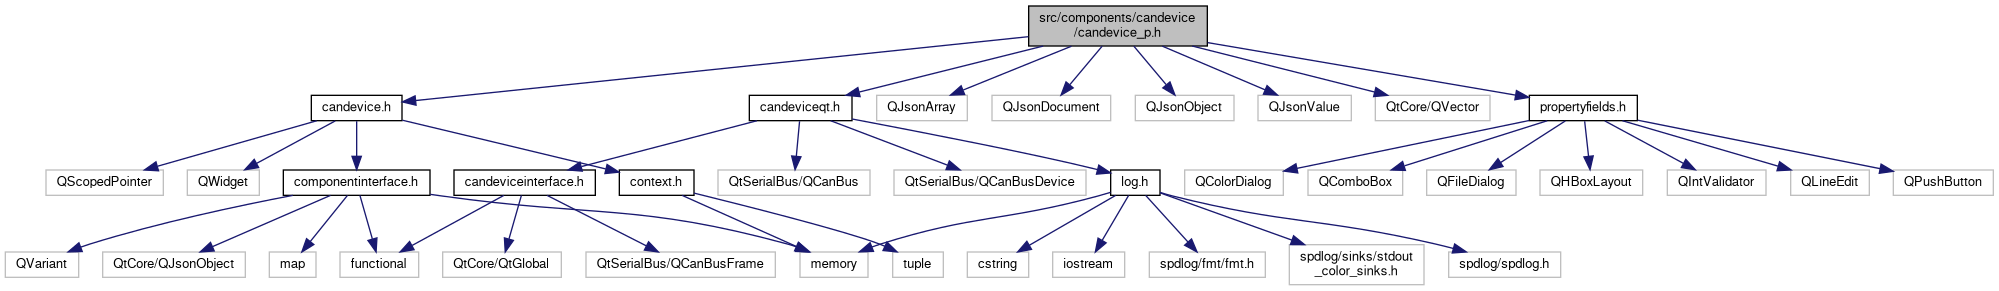 src/components/candevice
/candevice_p.h
candevice.h
candeviceqt.h
QJsonArray
QJsonDocument
QJsonObject
QJsonValue
QtCore/QVector
propertyfields.h
QScopedPointer
QWidget
componentinterface.h
candeviceinterface.h
context.h
QtSerialBus/QCanBus
QtSerialBus/QCanBusDevice
log.h
QColorDialog
QComboBox
QFileDialog
QHBoxLayout
QIntValidator
QLineEdit
QPushButton
QVariant
QtCore/QJsonObject
map
functional
QtCore/QtGlobal
QtSerialBus/QCanBusFrame
memory
tuple
cstring
iostream
spdlog/fmt/fmt.h
spdlog/sinks/stdout
_color_sinks.h
spdlog/spdlog.h